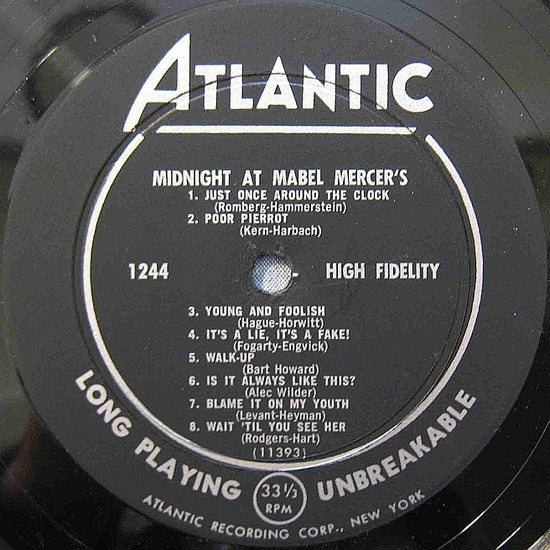 ATLANTIC
MIDNIGHT AT MABEL MERCER'S
1. JUST ONCE AROUND THE CLOCK
(Romberg-Hammerstein)
2. POOR PIERROT
(Kern-Harbach)
1244 - HIGH FIDELITY
3. YOUNG AND FOOLISH
(Hague-Horwitt)
4. IT'S A LIE, IT'S A FAKE!
(Fogarty-Engvick)
5. WALK-UP
(Bart Howard)
6. IS IT ALWAYS LIKE THIS?
(Alec Wilder)
7. BLAME IT ON MY YOUTH
(Levant-Heyman)
8. WAIT 'TIL YOU SEE HER
(Rodgers-Hart)
(11393)
LONG PLAYING 33⅓ RPM UNBREAKABLE
ATLANTIC RECORDING CORP., NEW YORK